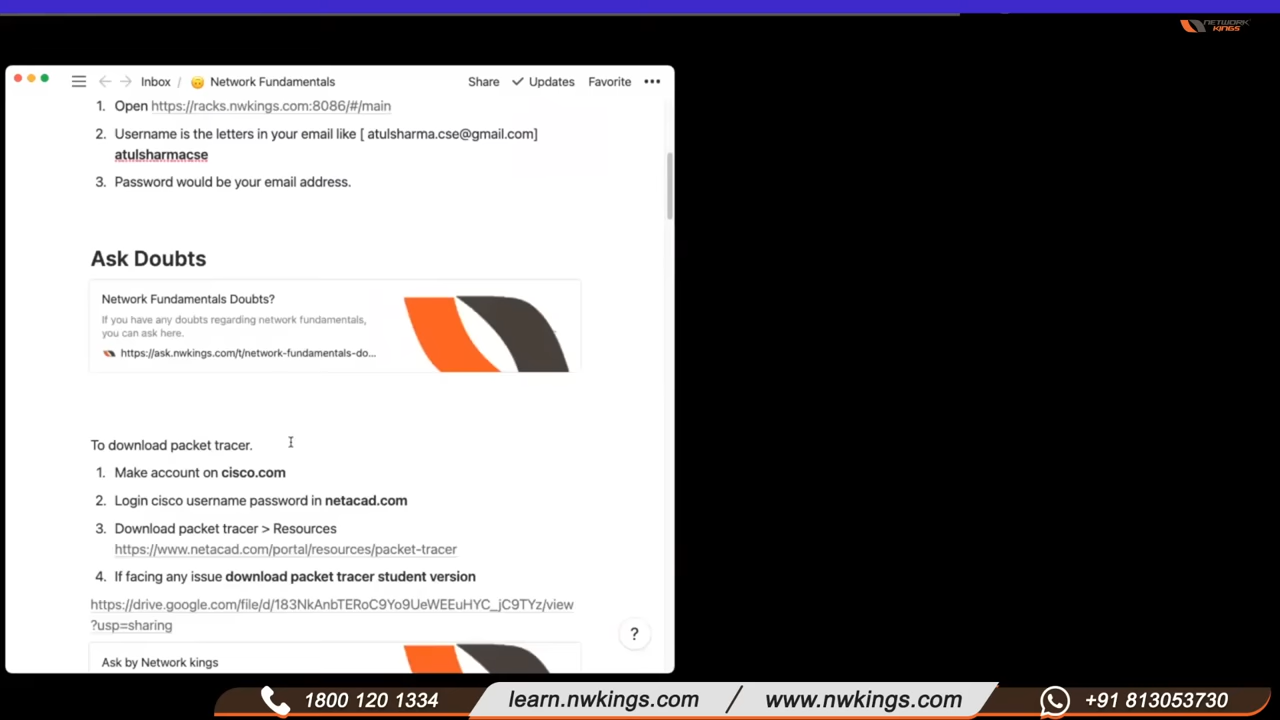 NETWORK
KINGS
Inbox / Network Fundamentals
Share Updates Favorite
1. Open https://racks.nwkings.com:8086/#/main
2. Username is the letters in your email like [ atulsharma.cse@gmail.com]
atulsharmacse
3. Password would be your email address.
Ask Doubts
Network Fundamentals Doubts?
If you have any doubts regarding network fundamentals,
you can ask here.
https://ask.nwkings.com/t/network-fundamentals-do...
To download packet tracer.
1. Make account on cisco.com
2. Login cisco username password in netacad.com
3. Download packet tracer > Resources
https://www.netacad.com/portal/resources/packet-tracer
4. If facing any issue download packet tracer student version
https://drive.google.com/file/d/183NkAnbTERoC9Yo9UeWEEuHYC_jC9TYz/view
?usp=sharing
?
Ask by Network kings
1800 120 1334
learn.nwkings.com / www.nwkings.com
+91 813053730